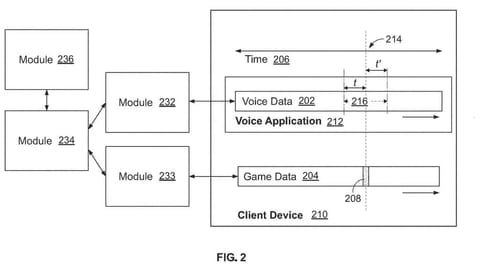 214
Time 206
t'
t
Module 236
Module 232
Voice Data 202
216
Voice Application 212
Module 234
Module 233
Game Data 204
208
Client Device 210
FIG. 2